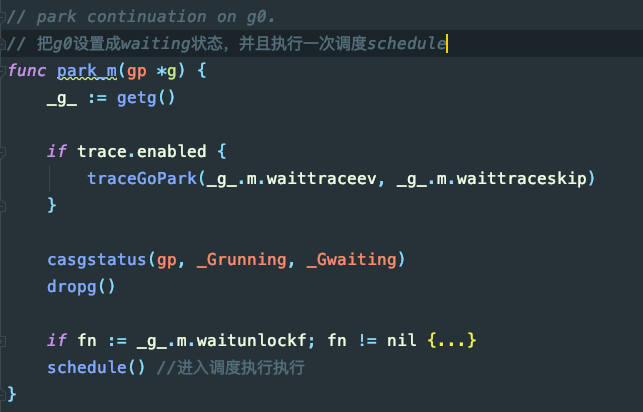 // park continuation on g0.
// 把g0设置成waiting状态，并且执行一次调度schedule
func park_m(gp *g) {
    _g_ := getg()

    if trace.enabled {
        traceGoPark(_g_.m.waittraceev, _g_.m.waittraceskip)
    }

    casgstatus(gp, _Grunning, _Gwaiting)
    dropg()

    if fn := _g_.m.waitunlockf; fn != nil {...}
    schedule() //进入调度执行执行
}